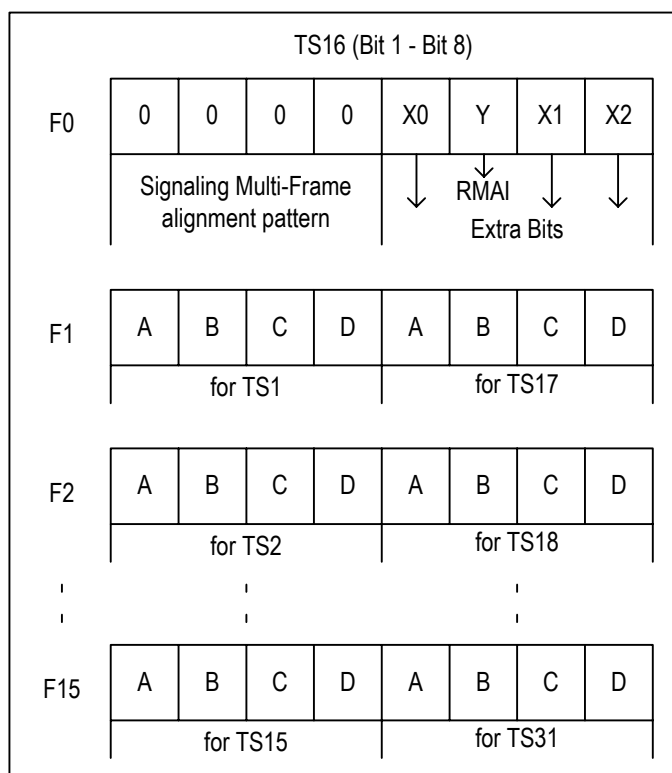 TS16 (Bit 1 - Bit 8)
F0 0 0 0 0 X0 Y X1 X2
Signaling Multi-Frame
alignment pattern
RMAI
Extra Bits
F1 A B C D A B C D
for TS1 for TS17
F2 A B C D A B C D
for TS2 for TS18
F15 A B C D A B C D
for TS15 for TS31